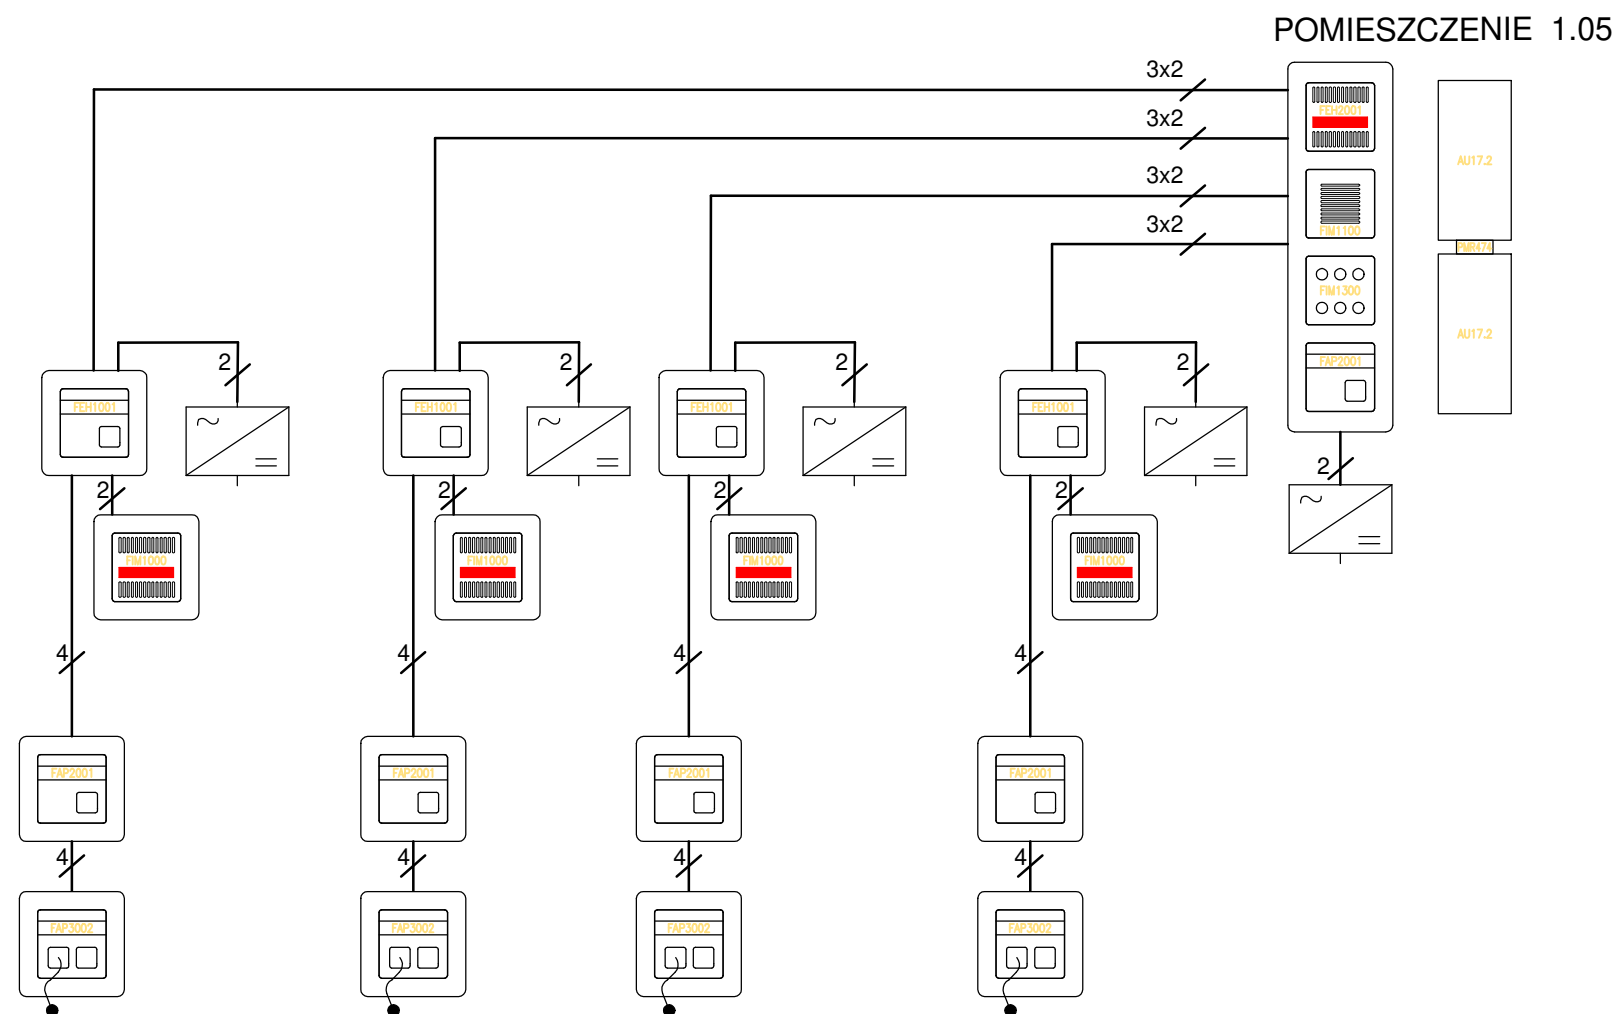 POMIESZCZENIE 1.05
3x2
3x2
3x2
3x2
FEH2001
FIM1100
FIM1300
FAP2001
AU17.2
PMR474
AU17.2
2
2
2
2
2
FEH1001
FEH1001
FEH1001
FEH1001
2
2
2
2
FIM1000
FIM1000
FIM1000
FIM1000
4
4
4
4
FAP2001
FAP2001
FAP2001
FAP2001
4
4
4
4
FAP3002
FAP3002
FAP3002
FAP3002